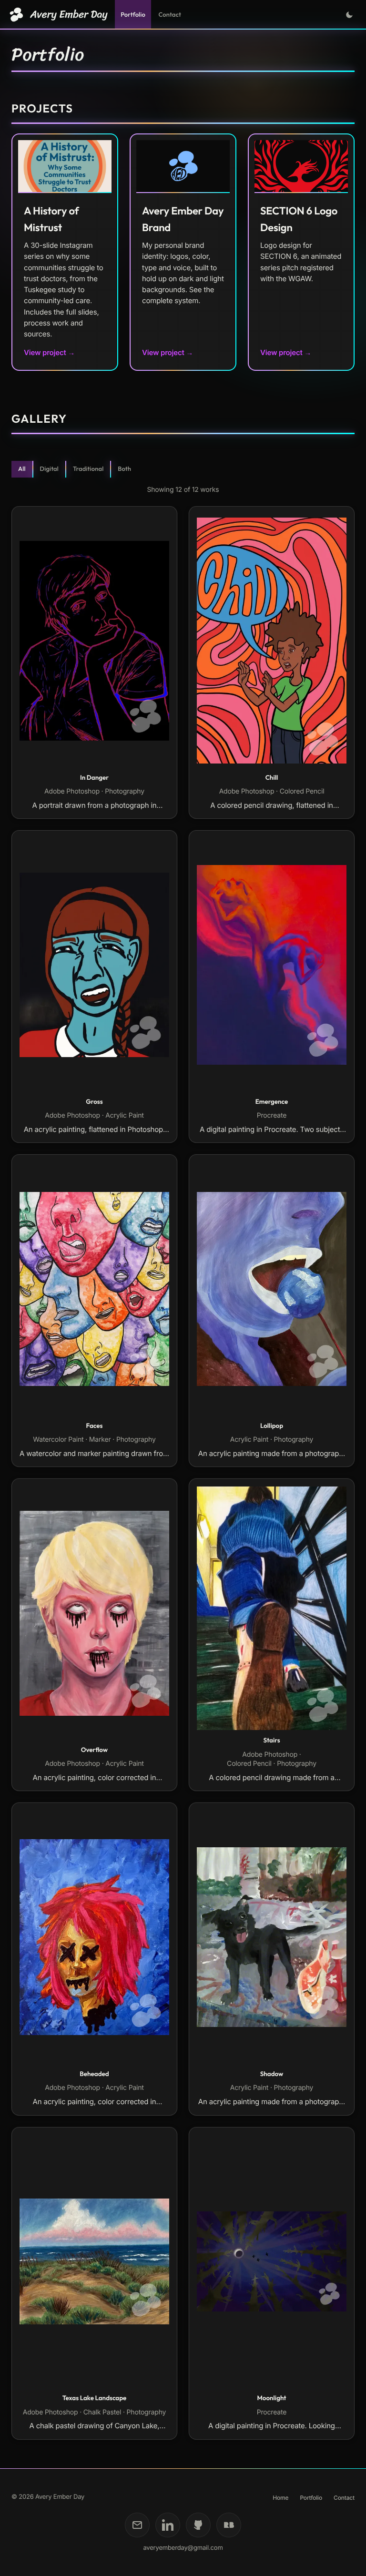 Avery Ember Day
Portfolio
Contact
Portfolio
PROJECTS
A History
of Mistrust:
Why Some
Communities
Struggle to Trust
Doctors
A History of
Mistrust
A 30-slide Instagram
series on why some
communities struggle to
trust doctors, from the
Tuskegee study to
community-led care.
Includes the full slides,
process work and
sources.
View project →
Avery Ember Day
Brand
My personal brand
identity: logos, color,
type and voice, built to
hold up on dark and light
backgrounds. See the
complete system.
View project →
SECTION 6 Logo
Design
Logo design for
SECTION 6, an animated
series pitch registered
with the WGAW.
View project →
GALLERY
All
Digital
Traditional
Both
Showing 12 of 12 works
In Danger
Adobe Photoshop · Photography
A portrait drawn from a photograph in...
Chill
Chill
Adobe Photoshop · Colored Pencil
A colored pencil drawing, flattened in...
Gross
Adobe Photoshop · Acrylic Paint
An acrylic painting, flattened in Photoshop...
Emergence
Procreate
A digital painting in Procreate. Two subject...
Faces
Watercolor Paint · Marker · Photography
A watercolor and marker painting drawn fro...
Lollipop
Acrylic Paint · Photography
An acrylic painting made from a photograp...
Overflow
Adobe Photoshop · Acrylic Paint
An acrylic painting, color corrected in...
Stairs
Adobe Photoshop ·
Colored Pencil · Photography
A colored pencil drawing made from a...
Beheaded
Adobe Photoshop · Acrylic Paint
An acrylic painting, color corrected in...
Shadow
Acrylic Paint · Photography
An acrylic painting made from a photograp...
Texas Lake Landscape
Adobe Photoshop · Chalk Pastel · Photography
A chalk pastel drawing of Canyon Lake,...
Moonlight
Procreate
A digital painting in Procreate. Looking...
© 2026 Avery Ember Day
Home
Portfolio
Contact
averyemberday@gmail.com